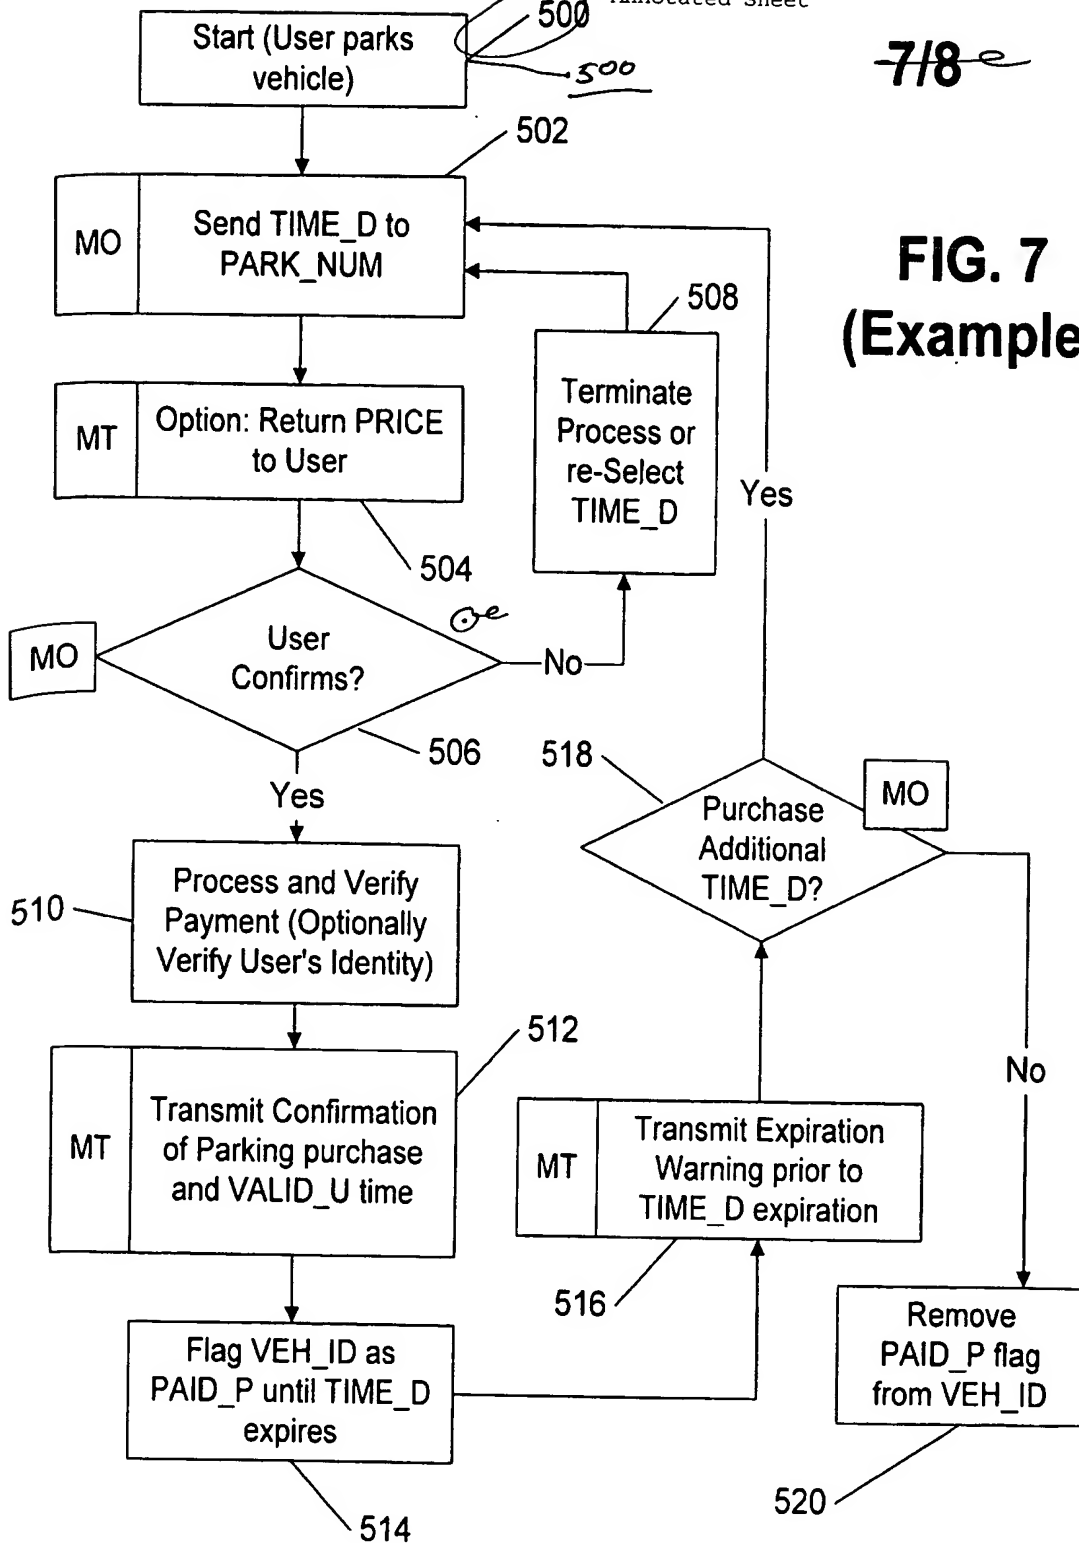 Annotated Sheet
Start (User parks
vehicle)
500
500
7/8
502
MO
Send TIME_D to
PARK_NUM
FIG. 7
(Example
508
MT
Option: Return PRICE
to User
Terminate
Process or
re-Select
TIME_D
Yes
504
MO
User
Confirms?
No
506
Yes
518
Purchase
Additional
TIME_D?
MO
510
Process and Verify
Payment (Optionally
Verify User's Identity)
512
MT
Transmit Confirmation
of Parking purchase
and VALID_U time
No
MT
Transmit Expiration
Warning prior to
TIME_D expiration
516
Flag VEH_ID as
PAID_P until TIME_D
expires
514
Remove
PAID_P flag
from VEH_ID
520